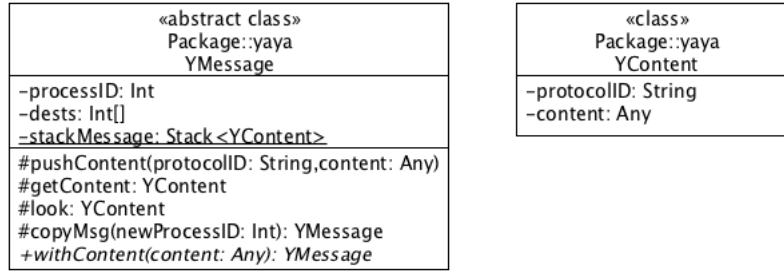 «abstract class»
Package::yaya
YMessage
-processID: Int
-dests: Int[]
-stackMessage: Stack<YContent>
#pushContent(protocolID: String,content: Any)
#getContent: YContent
#look: YContent
#copyMsg(newProcessID: Int): YMessage
+withContent(content: Any): YMessage
«class»
Package::yaya
YContent
-protocolID: String
-content: Any